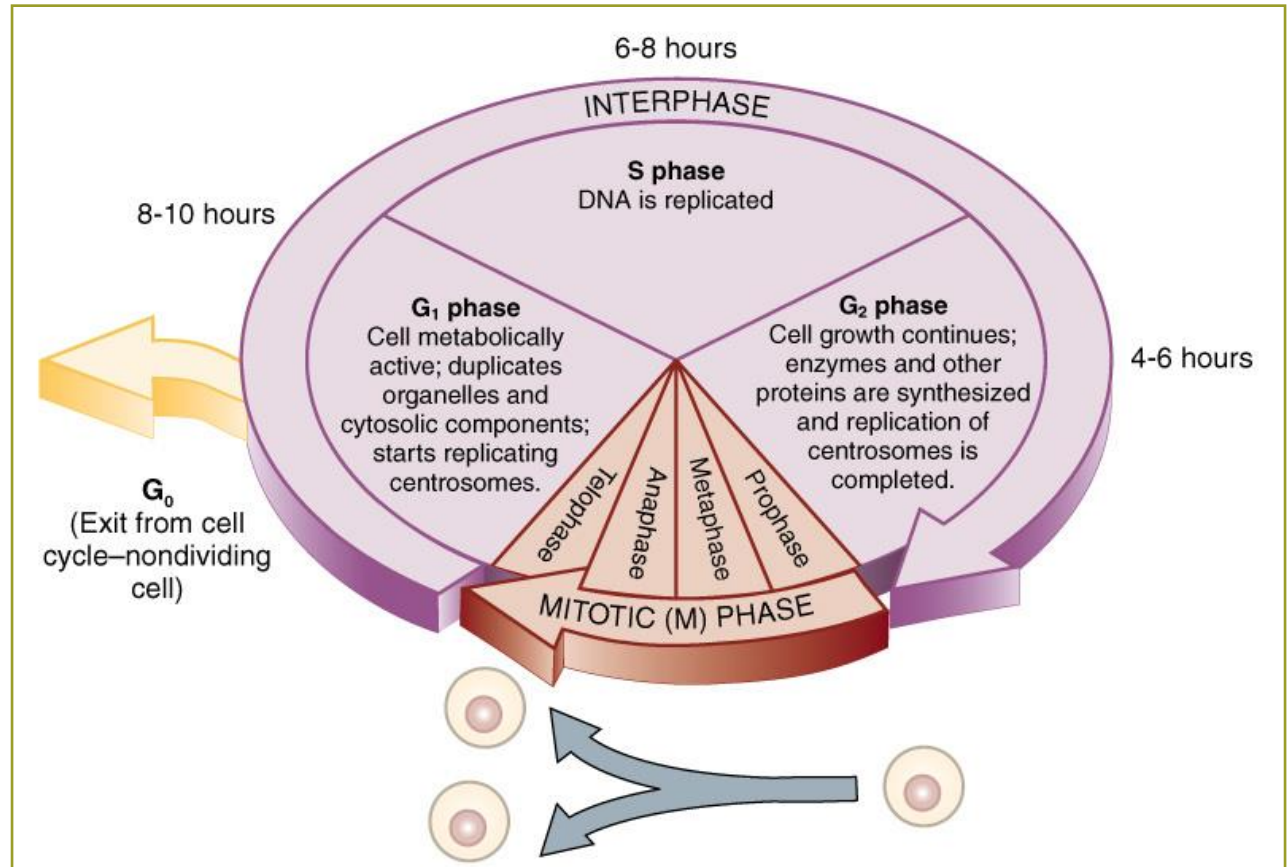 6-8 hours
INTERPHASE
S phase
DNA is replicated
8-10 hours
G₁ phase
Cell metabolically
active; duplicates
organelles and
cytosolic components;
starts replicating
centrosomes.
G₂ phase
Cell growth continues;
enzymes and other
proteins are synthesized
and replication of
centrosomes is
completed.
4-6 hours
G₀
(Exit from cell
cycle–nondividing
cell)
Telophase
Anaphase
Metaphase
Prophase
MITOTIC (M) PHASE